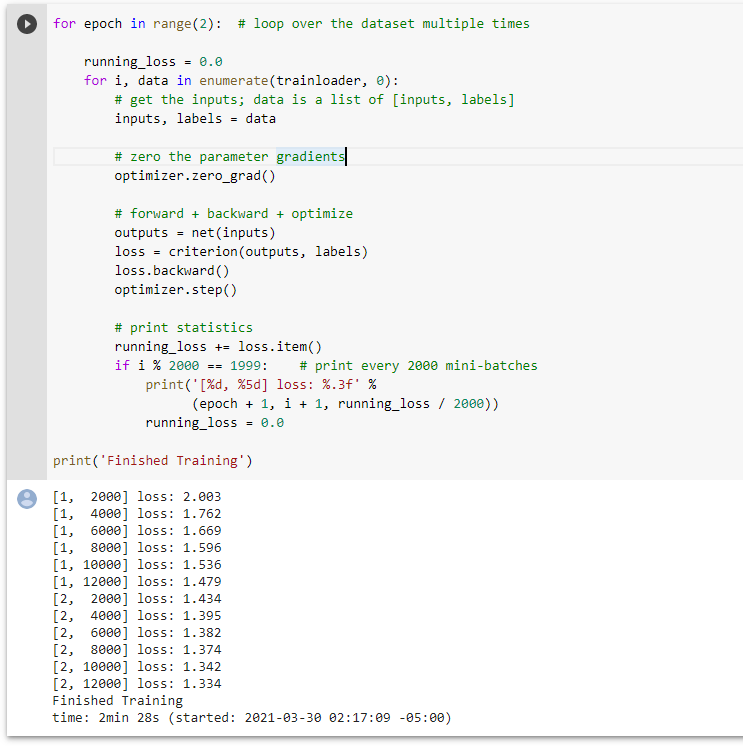 for epoch in range(2):  # loop over the dataset multiple times

    running_loss = 0.0
    for i, data in enumerate(trainloader, 0):
        # get the inputs; data is a list of [inputs, labels]
        inputs, labels = data

        # zero the parameter gradients
        optimizer.zero_grad()

        # forward + backward + optimize
        outputs = net(inputs)
        loss = criterion(outputs, labels)
        loss.backward()
        optimizer.step()

        # print statistics
        running_loss += loss.item()
        if i % 2000 == 1999:    # print every 2000 mini-batches
            print('[%d, %5d] loss: %.3f' %
                  (epoch + 1, i + 1, running_loss / 2000))
            running_loss = 0.0

print('Finished Training')
[1,  2000] loss: 2.003
[1,  4000] loss: 1.762
[1,  6000] loss: 1.669
[1,  8000] loss: 1.596
[1, 10000] loss: 1.536
[1, 12000] loss: 1.479
[2,  2000] loss: 1.434
[2,  4000] loss: 1.395
[2,  6000] loss: 1.382
[2,  8000] loss: 1.374
[2, 10000] loss: 1.342
[2, 12000] loss: 1.334
Finished Training
time: 2min 28s (started: 2021-03-30 02:17:09 -05:00)